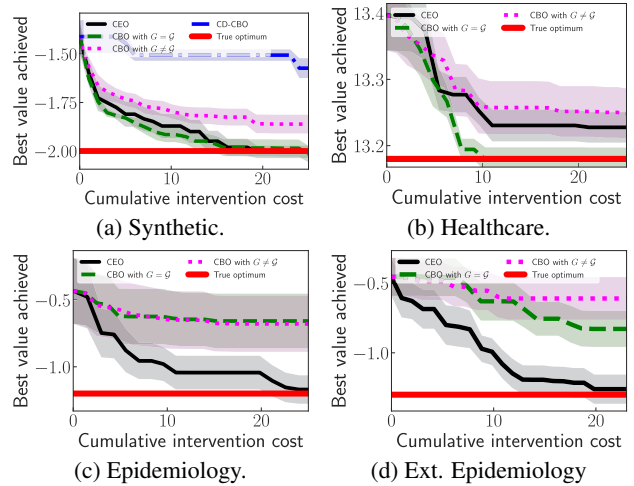 CEO
CD-CBO
CBO with G = 𝒢
True optimum
CBO with G ≠ 𝒢
Best value achieved
−1.50
−1.75
−2.00
0
10
20
Cumulative intervention cost
(a) Synthetic.
13.4
CEO
CBO with G ≠ 𝒢
CBO with G = 𝒢
True optimum
Best value achieved
13.3
13.2
0
10
20
Cumulative intervention cost
(b) Healthcare.
CEO
CBO with G ≠ 𝒢
CBO with G = 𝒢
True optimum
Best value achieved
−0.5
−1.0
0
10
20
Cumulative intervention cost
(c) Epidemiology.
CEO
CBO with G ≠ 𝒢
CBO with G = 𝒢
True optimum
Best value achieved
−0.5
−1.0
0
10
20
Cumulative intervention cost
(d) Ext. Epidemiology